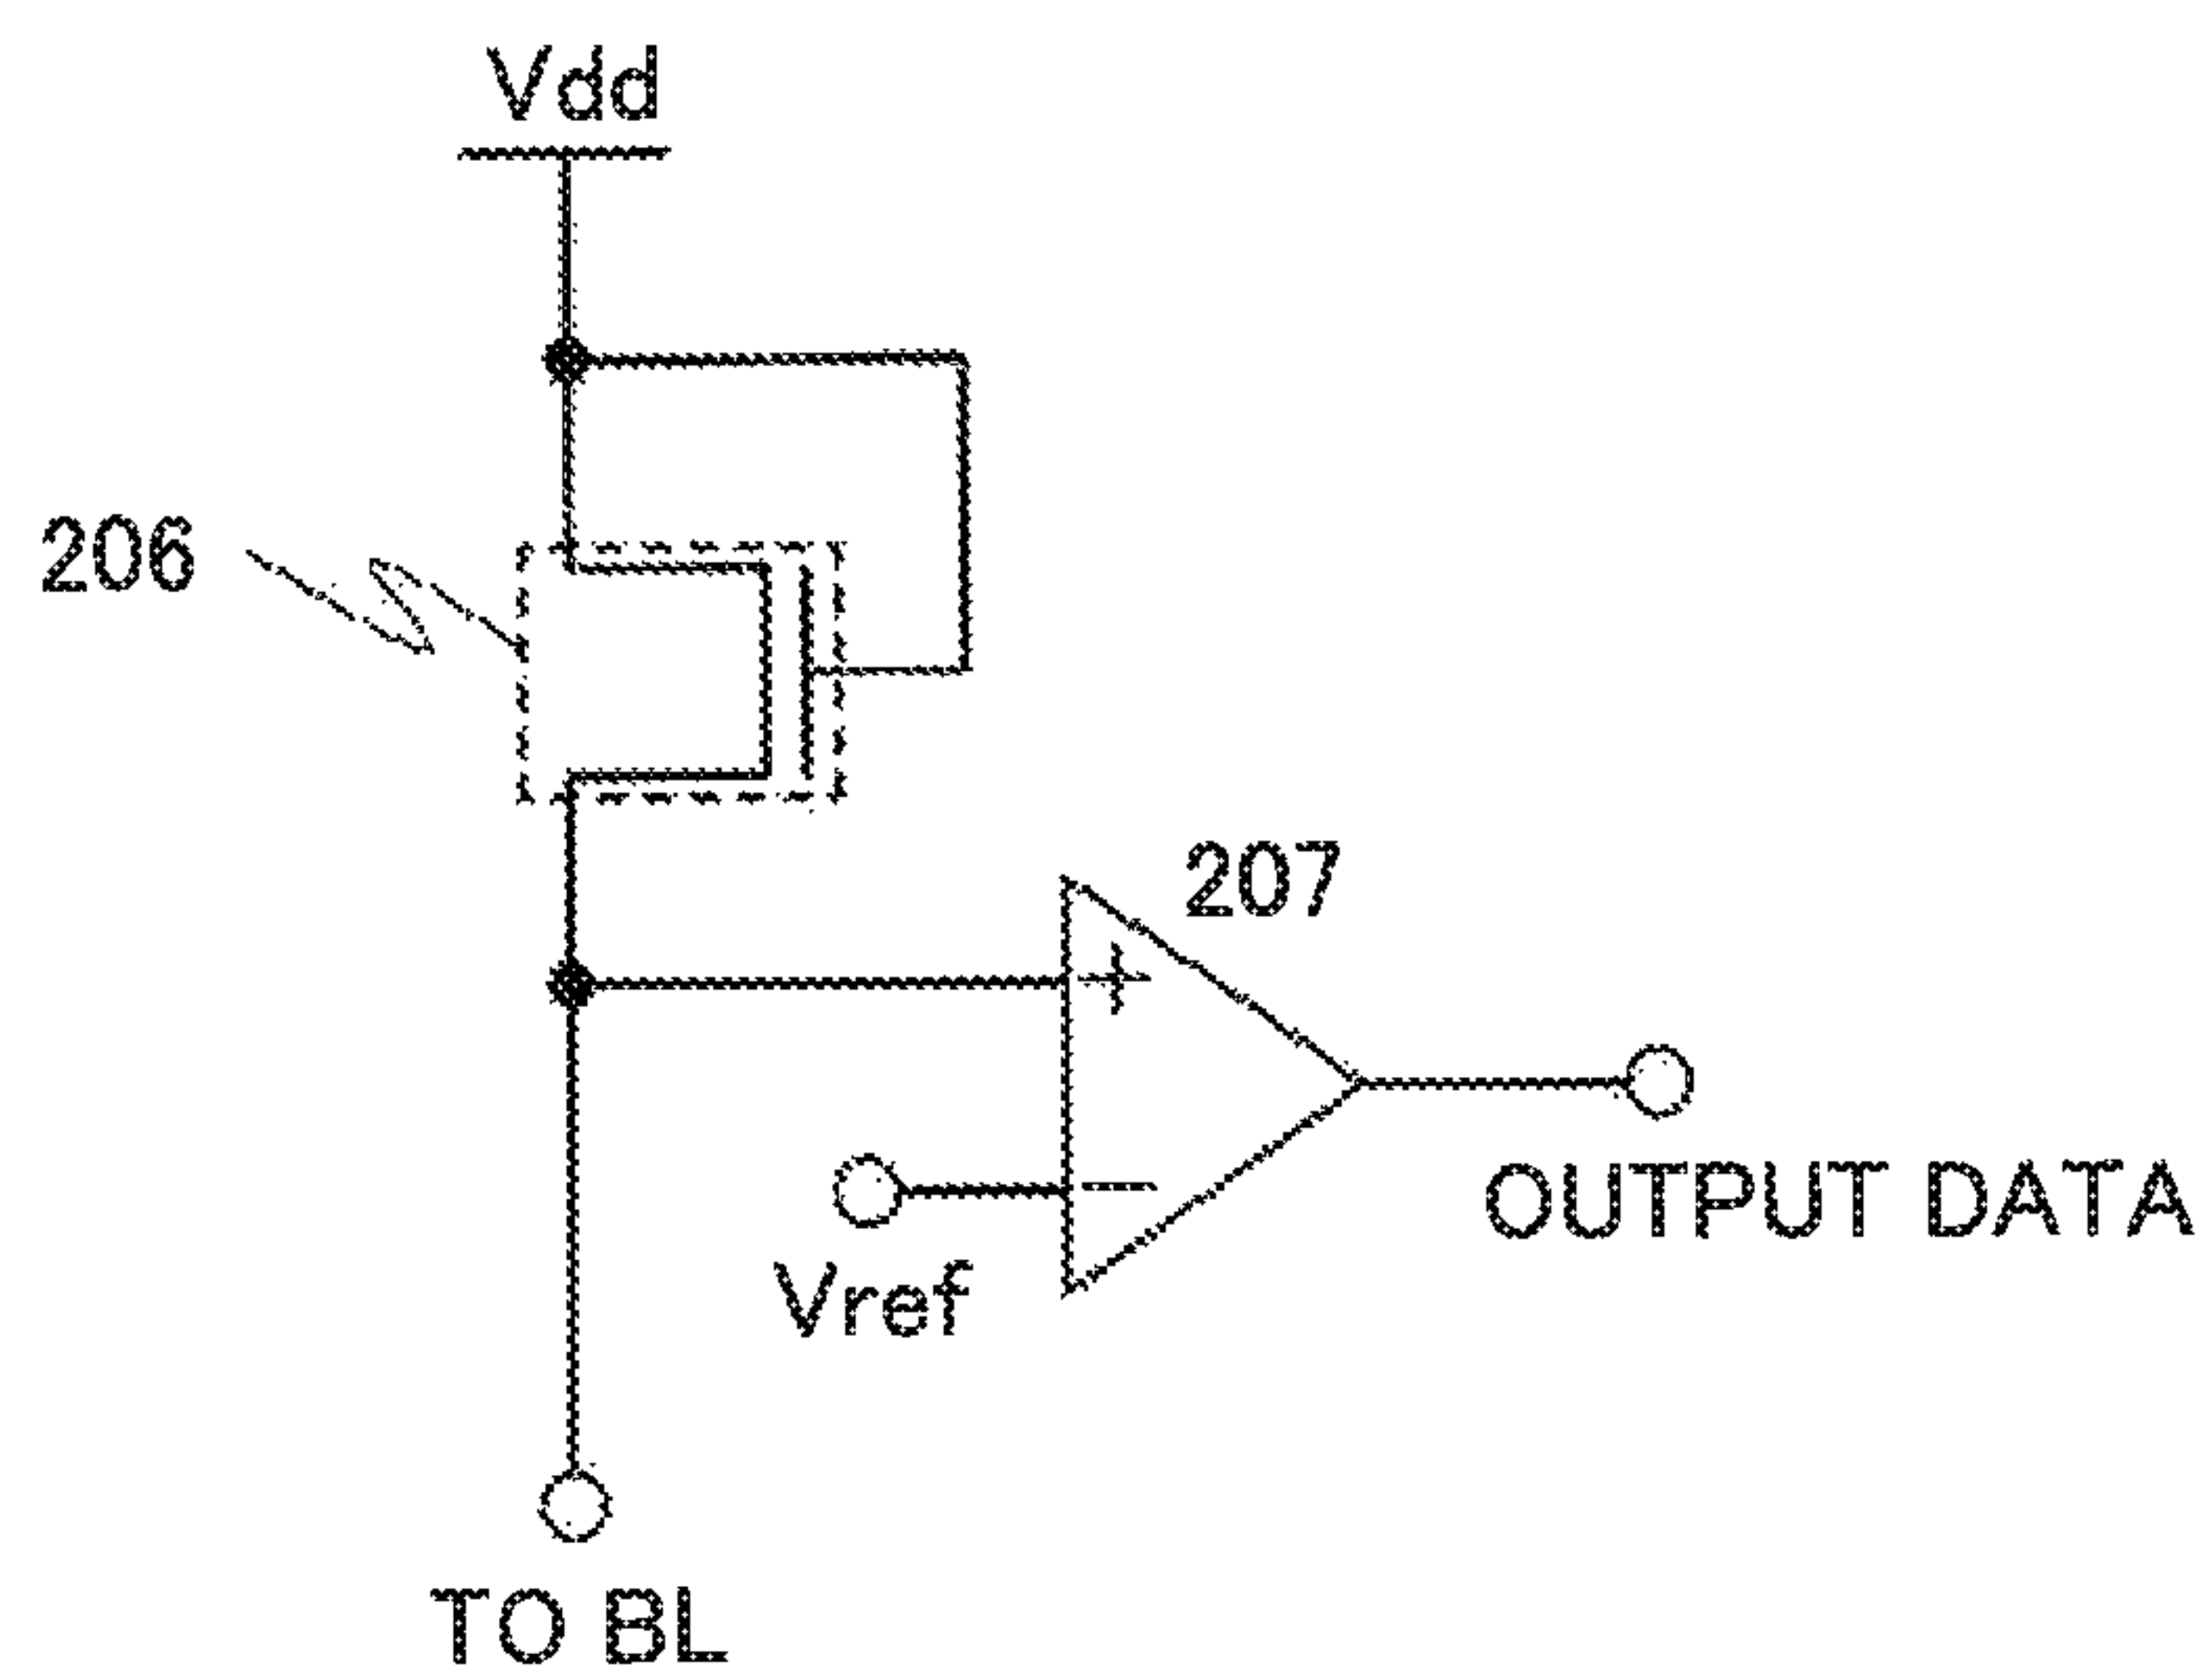 Vdd
206
207
+
−
Vref
OUTPUT DATA
TO BL